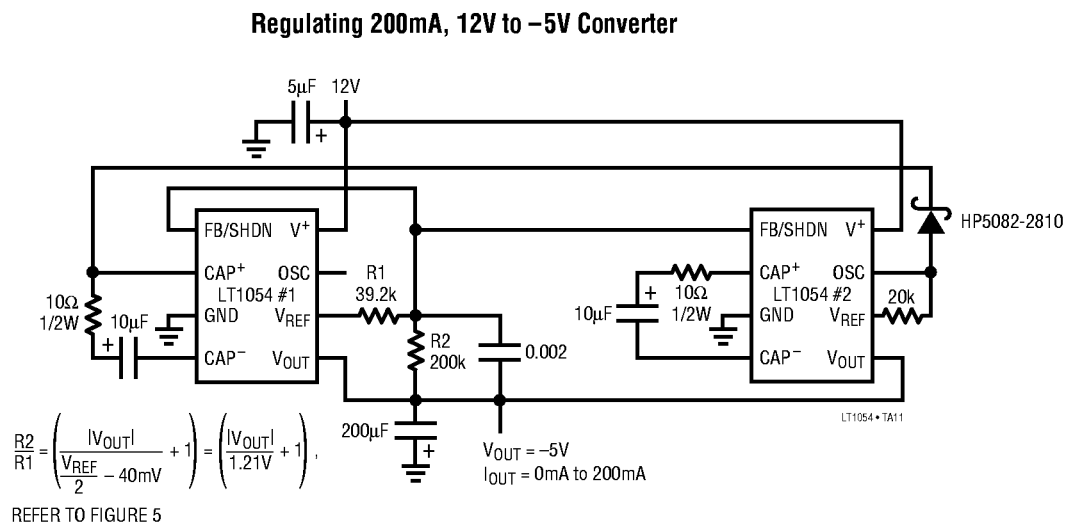 Regulating 200mA, 12V to –5V Converter
5µF
12V
+
FB/SHDN V+
CAP+ OSC
LT1054 #1
GND
VREF
CAP–
VOUT
10Ω
1/2W
10µF
+
R1
39.2k
R2
200k
0.002
200µF
+
VOUT = –5V
IOUT = 0mA to 200mA
FB/SHDN V+
CAP+ OSC
LT1054 #2
GND
VREF
CAP–
VOUT
10Ω
1/2W
10µF
+
20k
HP5082-2810
LT1054 • TA11
R2/R1 = (|VOUT| / (VREF/2 – 40mV) + 1) = (|VOUT| / 1.21V + 1) ,
REFER TO FIGURE 5